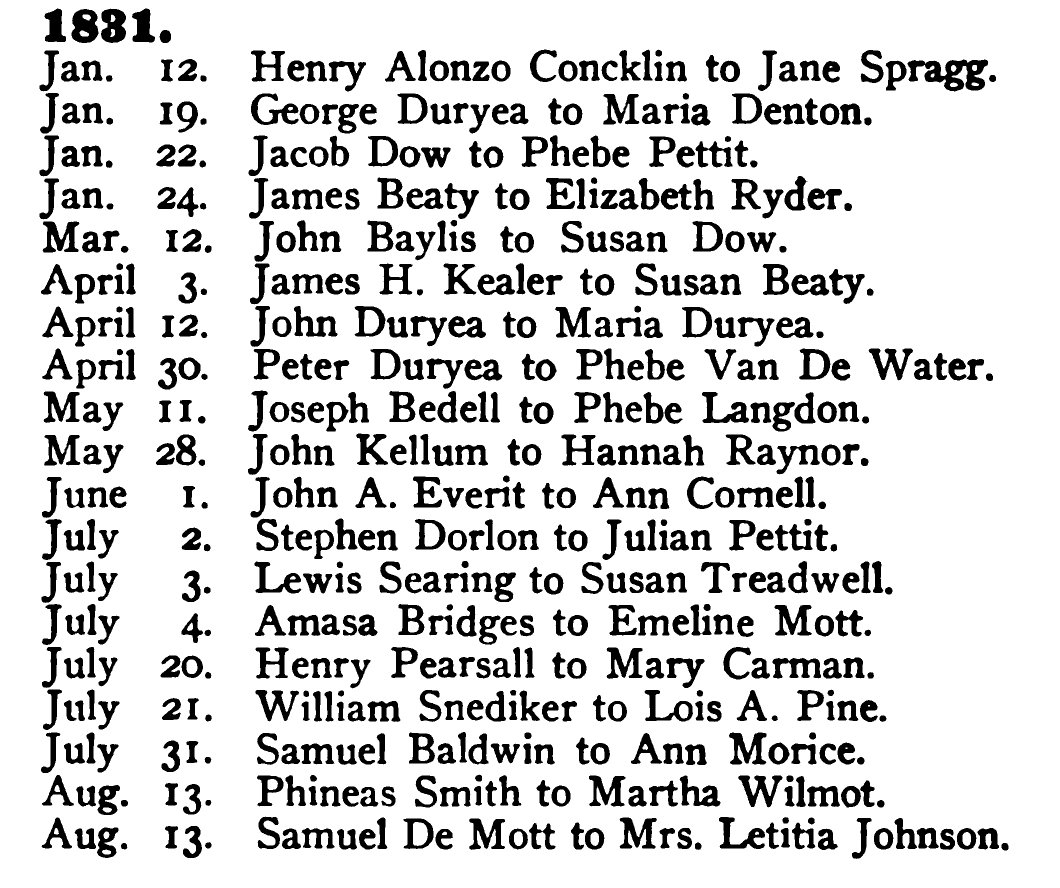 1831.
Jan. 12. Henry Alonzo Concklin to Jane Spragg.
Jan. 19. George Duryea to Maria Denton.
Jan. 22. Jacob Dow to Phebe Pettit.
Jan. 24. James Beaty to Elizabeth Ryder.
Mar. 12. John Baylis to Susan Dow.
April 3. James H. Kealer to Susan Beaty.
April 12. John Duryea to Maria Duryea.
April 30. Peter Duryea to Phebe Van De Water.
May 11. Joseph Bedell to Phebe Langdon.
May 28. John Kellum to Hannah Raynor.
June 1. John A. Everit to Ann Cornell.
July 2. Stephen Dorlon to Julian Pettit.
July 3. Lewis Searing to Susan Treadwell.
July 4. Amasa Bridges to Emeline Mott.
July 20. Henry Pearsall to Mary Carman.
July 21. William Snediker to Lois A. Pine.
July 31. Samuel Baldwin to Ann Morice.
Aug. 13. Phineas Smith to Martha Wilmot.
Aug. 13. Samuel De Mott to Mrs. Letitia Johnson.